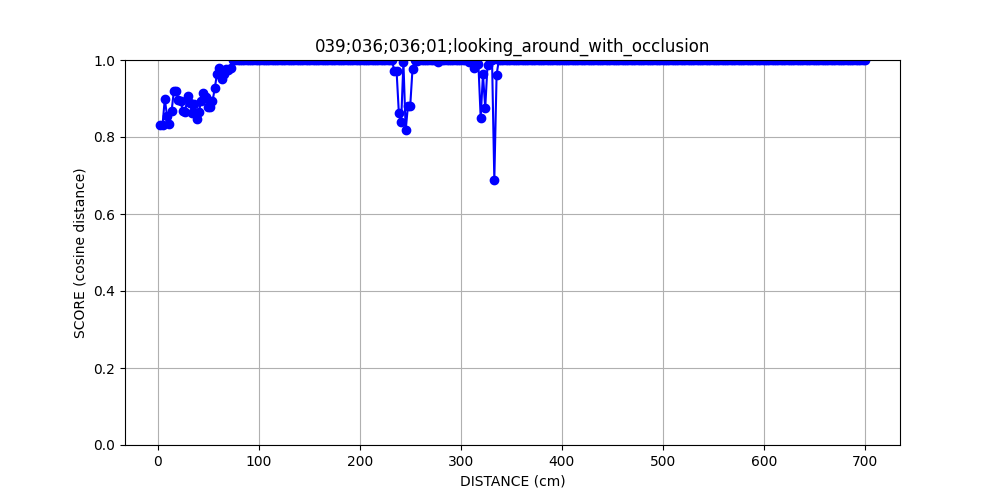 039;036;036;01;looking_around_with_occlusion
1.0
0.8
0.6
0.4
0.2
0.0
SCORE (cosine distance)
0 100 200 300 400 500 600 700
DISTANCE (cm)